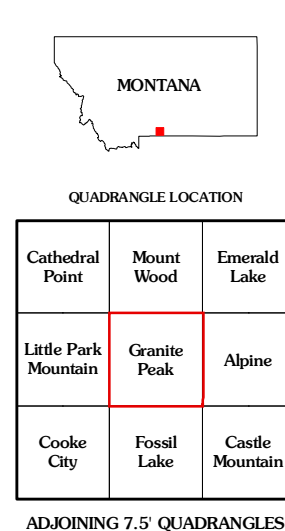 MONTANA
QUADRANGLE LOCATION
Cathedral Point
Mount Wood
Emerald Lake
Little Park Mountain
Granite Peak
Alpine
Cooke City
Fossil Lake
Castle Mountain
ADJOINING 7.5' QUADRANGLES